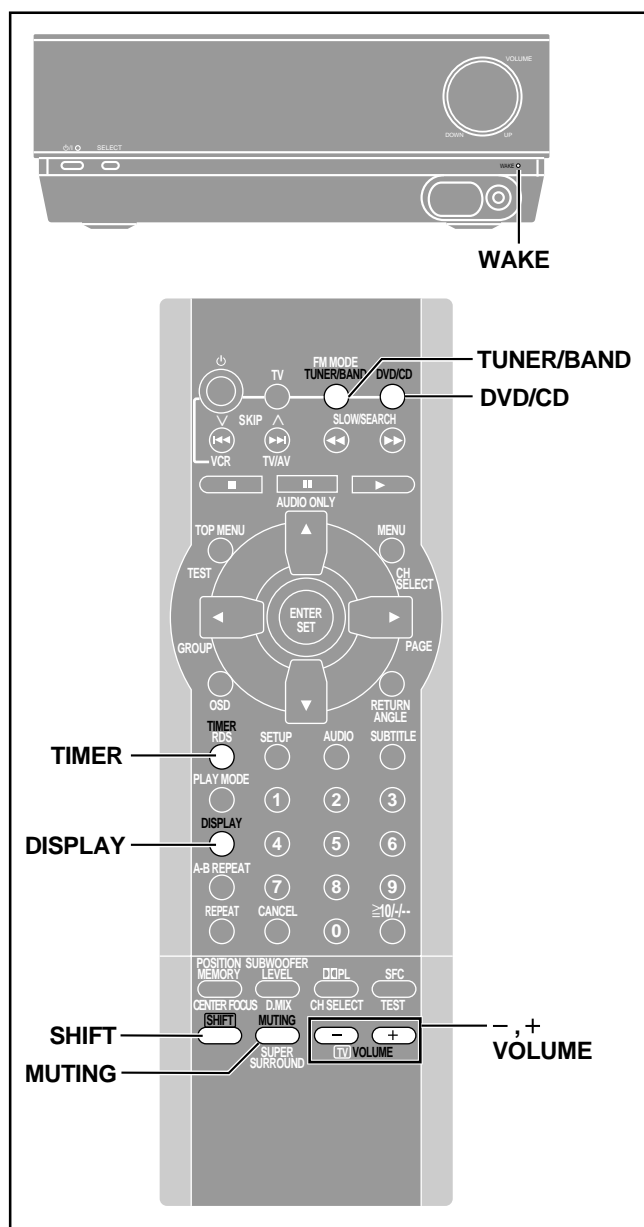 VOLUME
DOWN UP
⏻/I SELECT
WAKE
WAKE
⏻ TV FM MODE
TUNER/BAND DVD/CD
TUNER/BAND
DVD/CD
∨ SKIP ∧ SLOW/SEARCH
VCR TV/AV
AUDIO ONLY
TOP MENU MENU
TEST CH
SELECT
ENTER
SET
GROUP PAGE
OSD RETURN
ANGLE
TIMER
RDS SETUP AUDIO SUBTITLE
TIMER
PLAY MODE 1 2 3
DISPLAY
DISPLAY 4 5 6
A-B REPEAT 7 8 9
REPEAT CANCEL 0 ≧10/-/--
POSITION SUBWOOFER
MEMORY LEVEL DDPL SFC
CENTER FOCUS D.MIX CH SELECT TEST
SHIFT MUTING − +
SHIFT
MUTING
SUPER
SURROUND
TV VOLUME
−,+
VOLUME